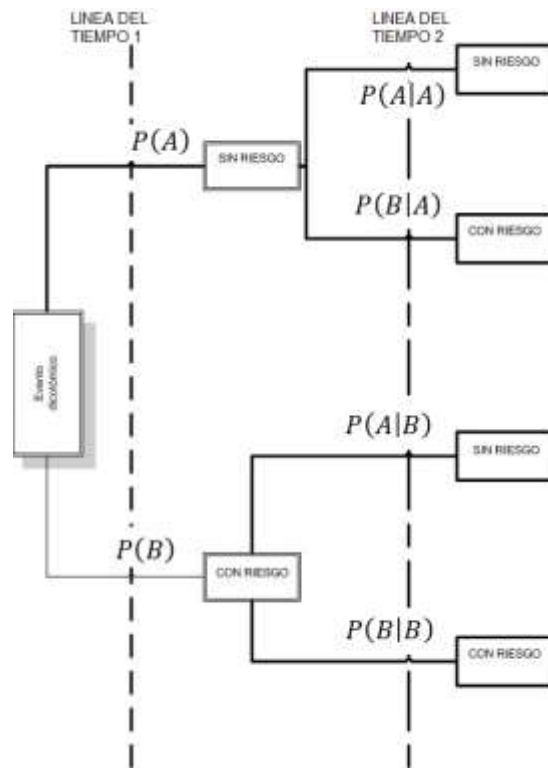 LINEA DEL
TIEMPO 1
LINEA DEL
TIEMPO 2
SIN RIESGO
P(A|A)
P(A)
SIN RIESGO
P(B|A)
CON RIESGO
Evento
dicotómico
P(A|B)
SIN RIESGO
P(B)
CON RIESGO
P(B|B)
CON RIESGO